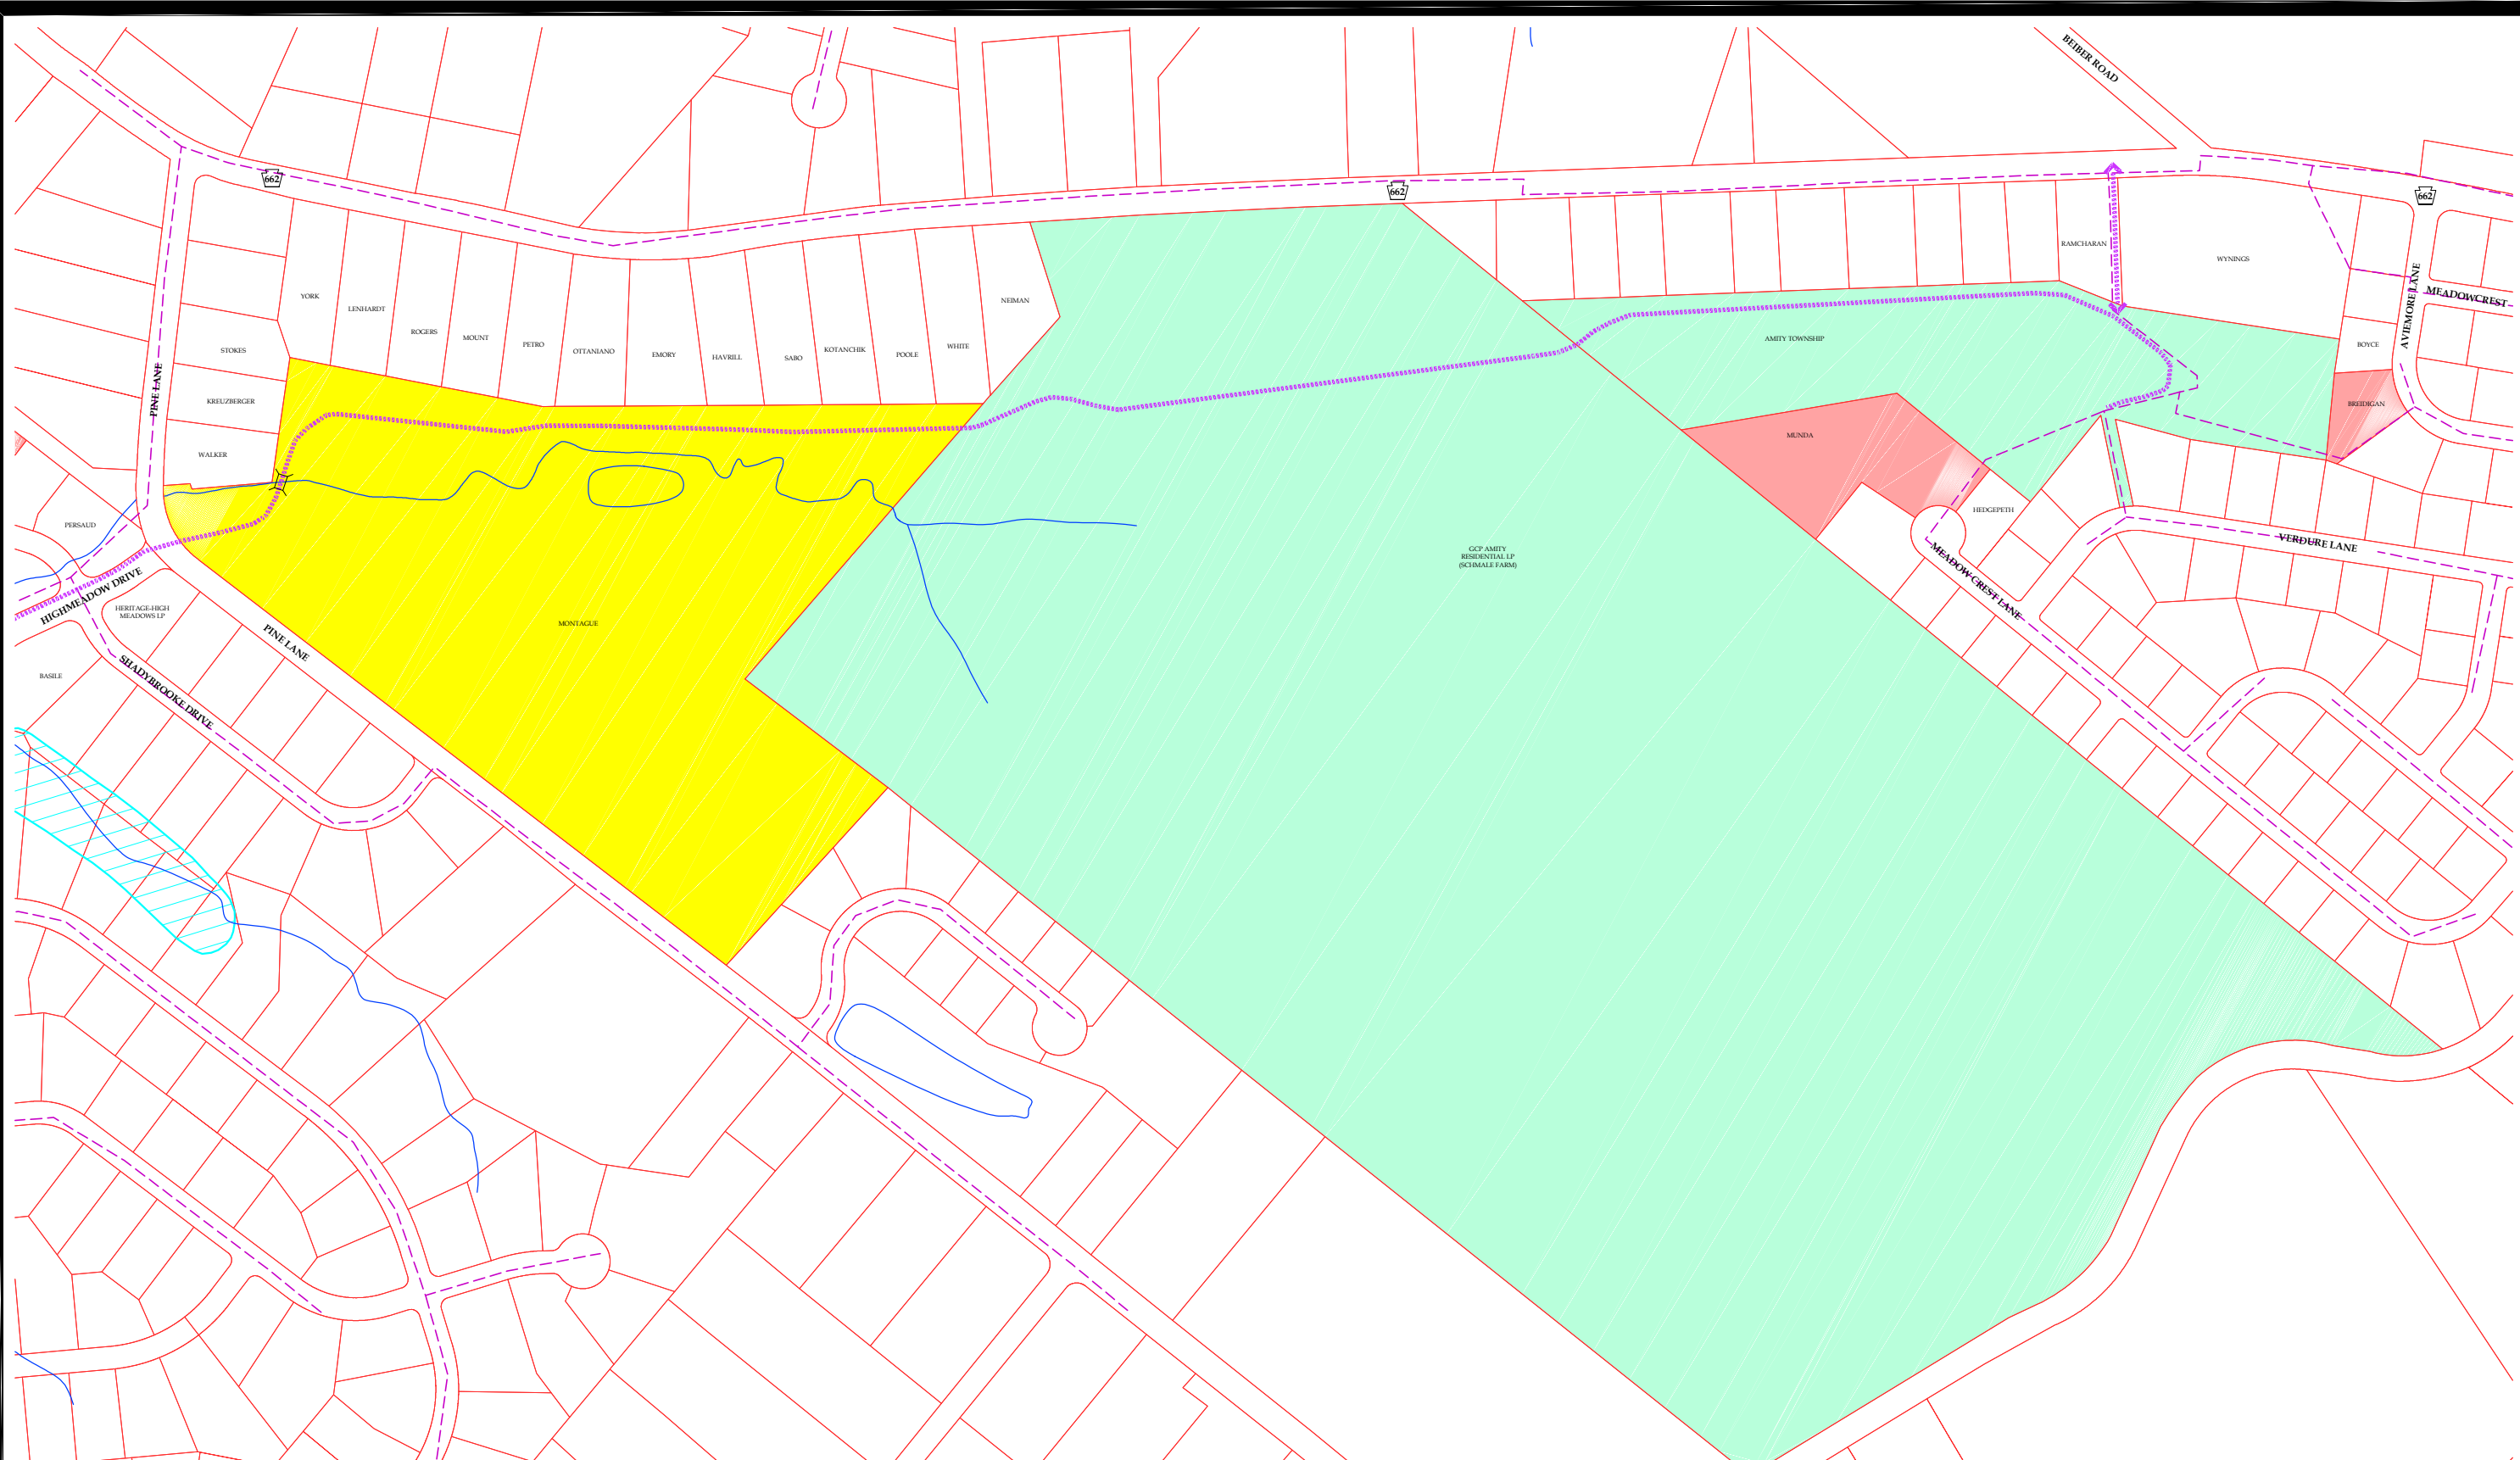 BEIBER ROAD
662
662
662
RAMCHARAN
WYNINGS
AVIEMORE LANE
MEADOWCREST
YORK
LENHARDT
ROGERS
MOUNT
PETRO
OTTANIANO
EMORY
HAVRILL
SABO
KOTANCHIK
POOLE
WHITE
NEIMAN
STOKES
KREUZBERGER
WALKER
PINE LANE
AMITY TOWNSHIP
BOYCE
BREIDIGAN
MUNDA
HEDGEPETH
VERDURE LANE
MEADOW CREST LANE
PERSAUD
HIGHMEADOW DRIVE
HERITAGE-HIGH
MEADOWS LP
PINE LANE
SHADYBROOKE DRIVE
BASILE
MONTAGUE
GCP AMITY
RESIDENTIAL LP
(SCHMALE FARM)